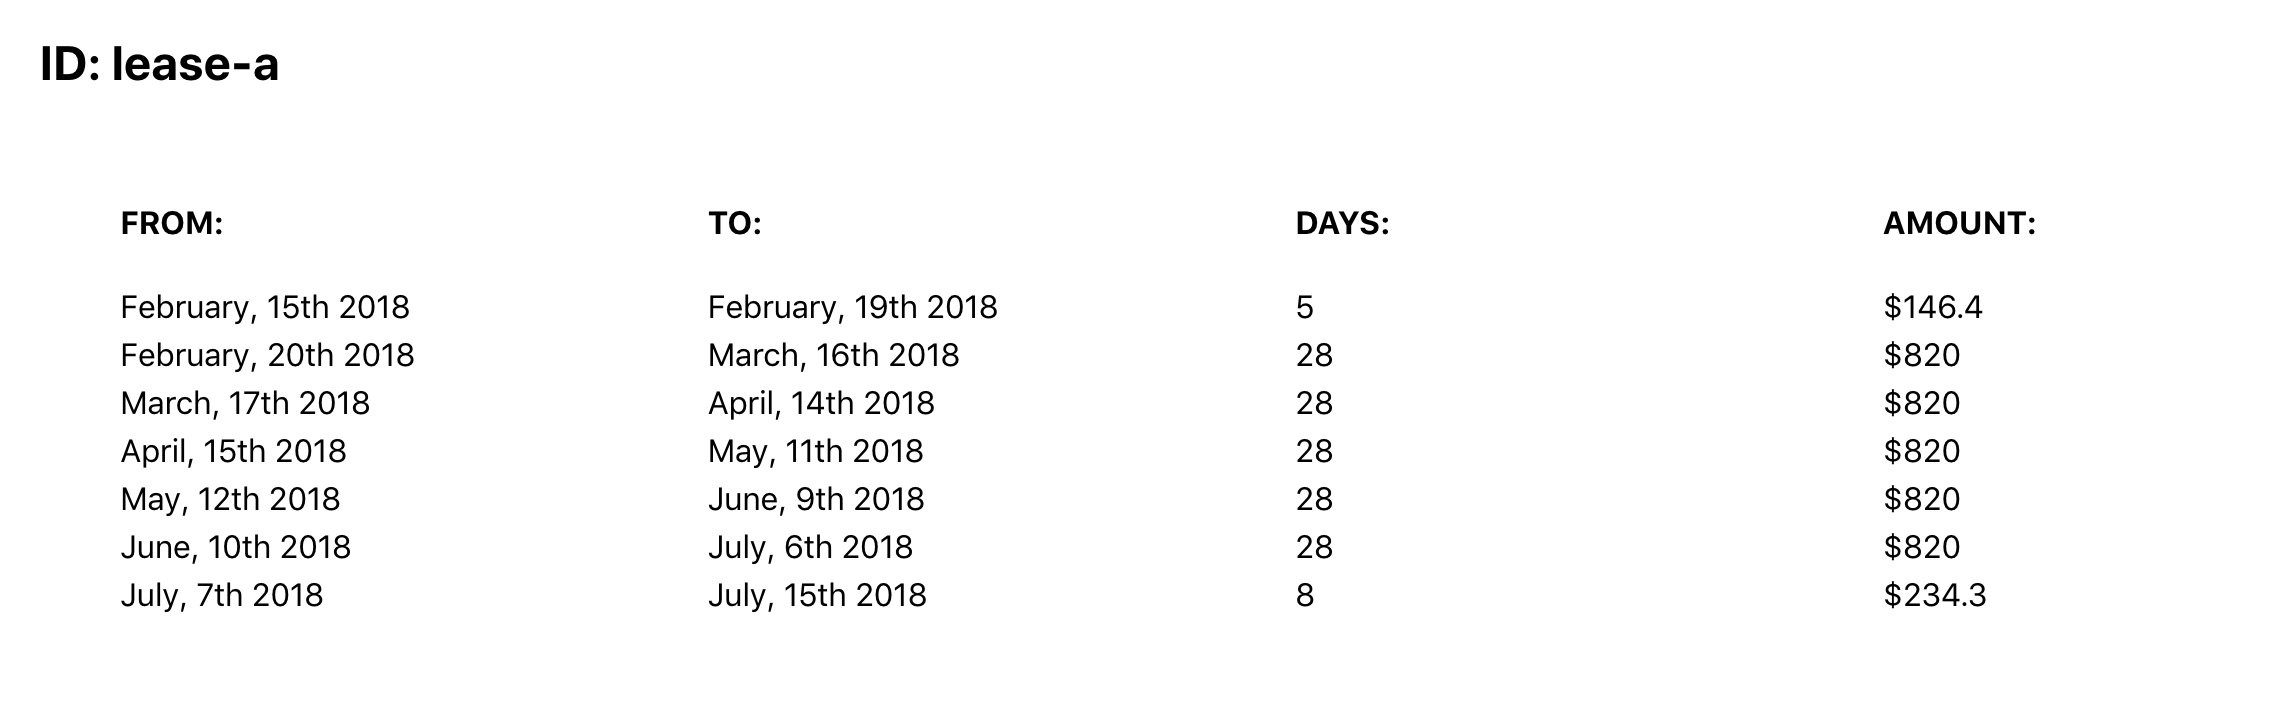 ID: lease-a
FROM: TO: DAYS: AMOUNT:
February, 15th 2018 February, 19th 2018 5 $146.4
February, 20th 2018 March, 16th 2018 28 $820
March, 17th 2018 April, 14th 2018 28 $820
April, 15th 2018 May, 11th 2018 28 $820
May, 12th 2018 June, 9th 2018 28 $820
June, 10th 2018 July, 6th 2018 28 $820
July, 7th 2018 July, 15th 2018 8 $234.3